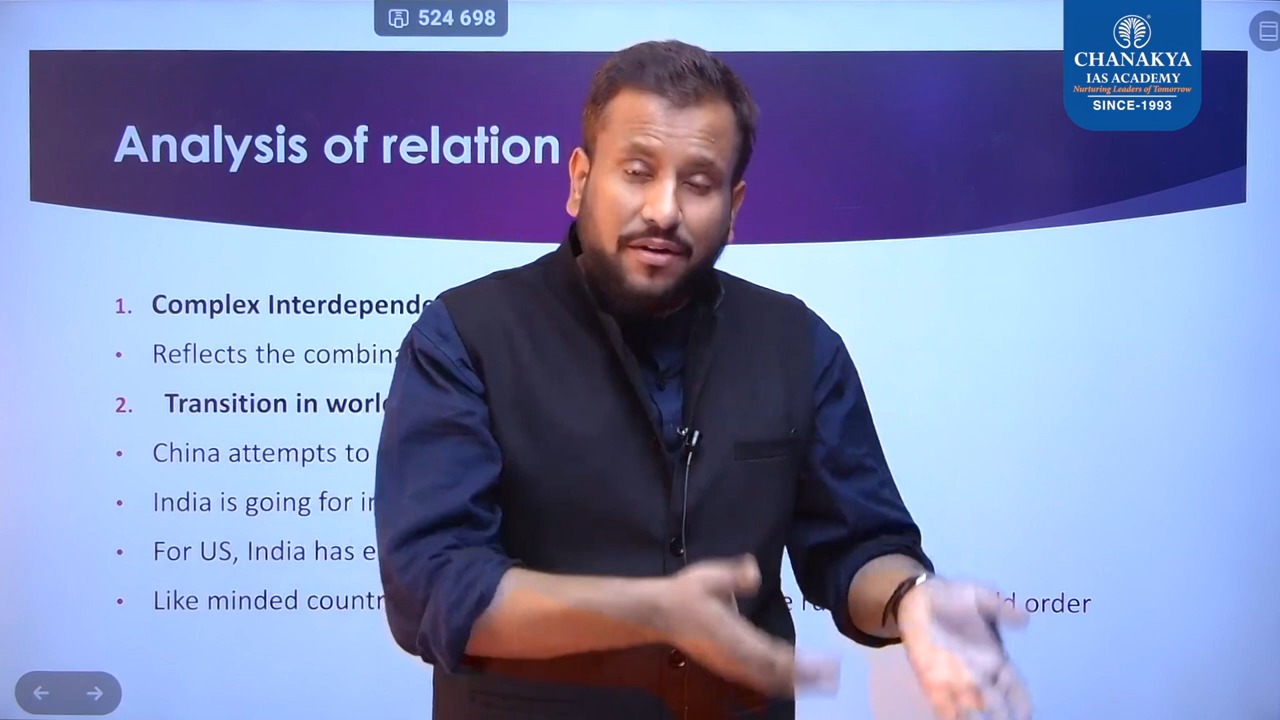 524 698
CHANAKYA
IAS ACADEMY
Nurturing Leaders of Tomorrow
SINCE-1993
Analysis of relation
1. Complex Interdepende
• Reflects the combina
2. Transition in worl
• China attempts to
• India is going for
• For US, India has
• Like minded countr order